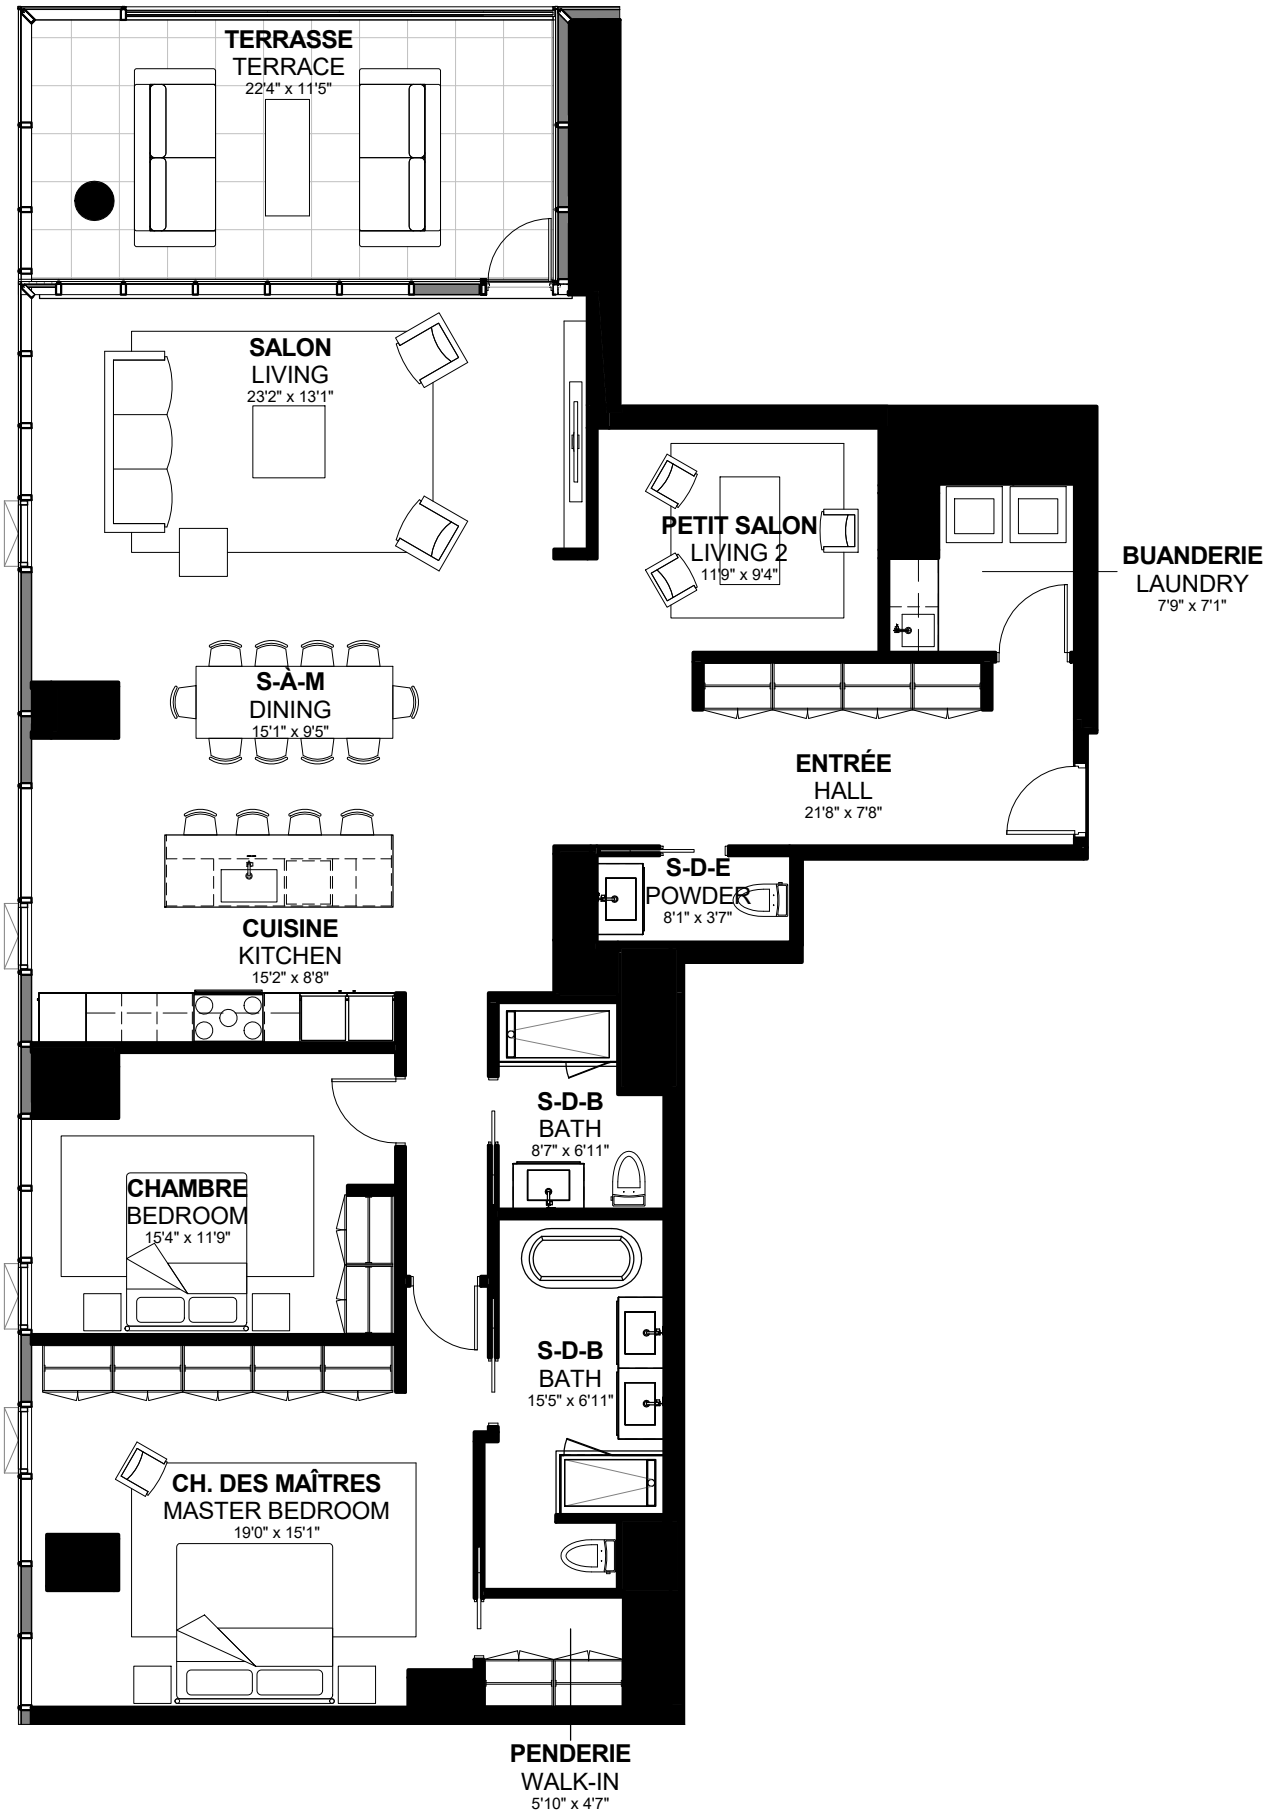 TERRASSE
TERRACE
22'4" x 11'5"
SALON
LIVING
23'2" x 13'1"
PETIT SALON
LIVING 2
11'9" x 9'4"
BUANDERIE
LAUNDRY
7'9" x 7'1"
S-À-M
DINING
15'1" x 9'5"
ENTRÉE
HALL
21'8" x 7'8"
S-D-E
POWDER
8'1" x 3'7"
CUISINE
KITCHEN
15'2" x 8'8"
S-D-B
BATH
8'7" x 6'11"
CHAMBRE
BEDROOM
15'4" x 11'9"
S-D-B
BATH
15'5" x 6'11"
CH. DES MAÎTRES
MASTER BEDROOM
19'0" x 15'1"
PENDERIE
WALK-IN
5'10" x 4'7"